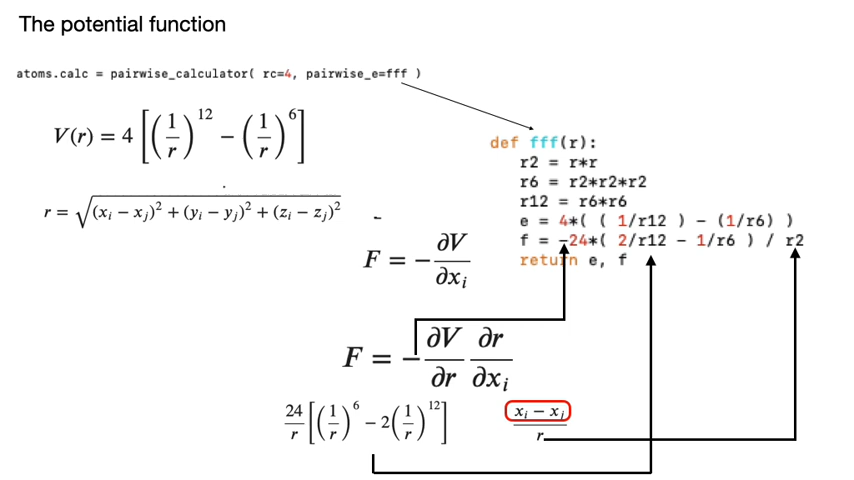 The potential function
atoms.calc = pairwise_calculator( rc=4, pairwise_e=fff )
V(r) = 4 [(1/r)^12 − (1/r)^6]
r = √((x_i − x_j)² + (y_i − y_j)² + (z_i − z_j)²)
def fff(r):
r2 = r*r
r6 = r2*r2*r2
r12 = r6*r6
e = 4*( ( 1/r12 ) - (1/r6) )
f = -24*( 2/r12 - 1/r6 ) / r2
return e, f
F = − ∂V/∂x_i
F = − ∂V/∂r ∂r/∂x_i
24/r [(1/r)^6 − 2(1/r)^12] (x_i − x_j)/r